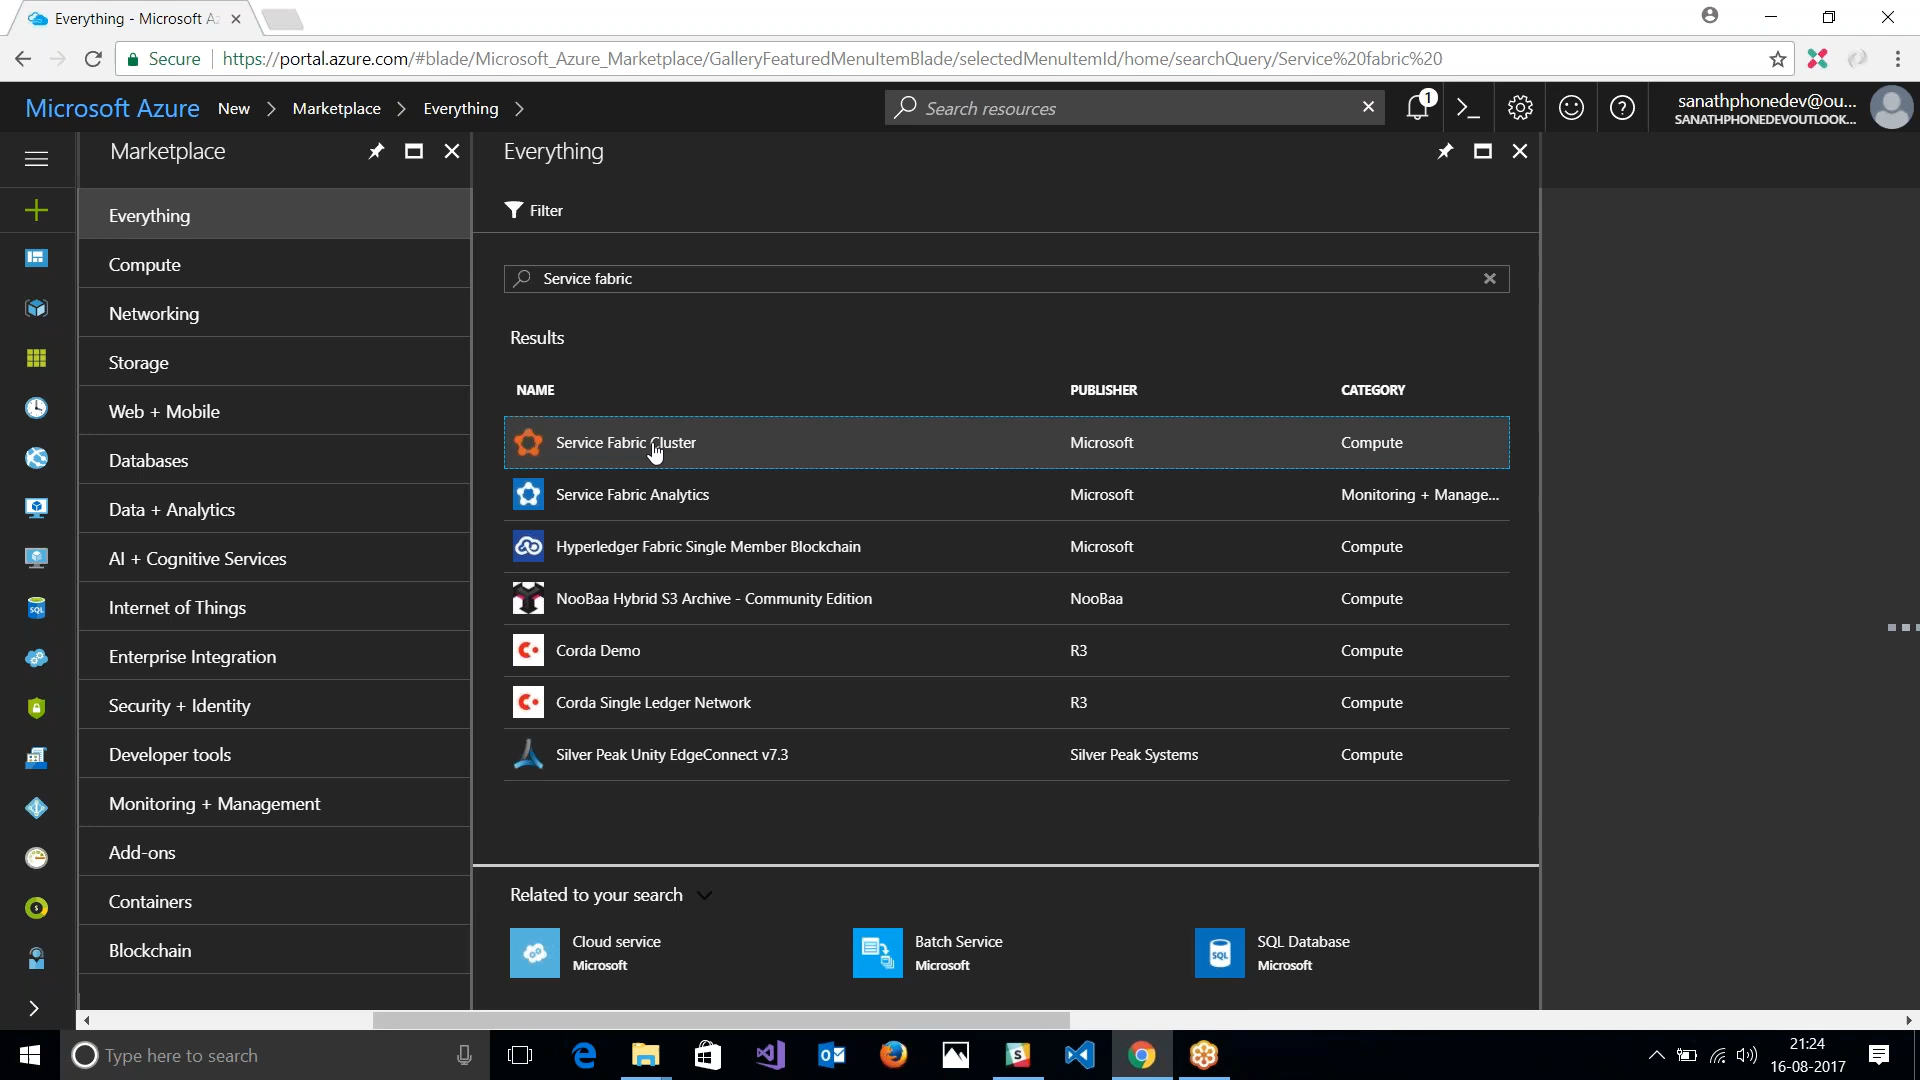 Everything - Microsoft Az
Secure
https://portal.azure.com/#blade/Microsoft_Azure_Marketplace/GalleryFeaturedMenuItemBlade/selectedMenuItemId/home/searchQuery/Service%20fabric%20
Microsoft Azure New > Marketplace > Everything >
Search resources
1
sanathphonedev@ou...
SANATHPHONEDEVOUTLOOK...
Marketplace
Everything
Compute
Networking
Storage
Web + Mobile
Databases
Data + Analytics
AI + Cognitive Services
Internet of Things
Enterprise Integration
Security + Identity
Developer tools
Monitoring + Management
Add-ons
Containers
Blockchain
Everything
Filter
Service fabric
Results
NAME PUBLISHER CATEGORY
Service Fabric Cluster Microsoft Compute
Service Fabric Analytics Microsoft Monitoring + Manage...
Hyperledger Fabric Single Member Blockchain Microsoft Compute
NooBaa Hybrid S3 Archive - Community Edition NooBaa Compute
Corda Demo R3 Compute
Corda Single Ledger Network R3 Compute
Silver Peak Unity EdgeConnect v7.3 Silver Peak Systems Compute
Related to your search
Cloud service
Microsoft
Batch Service
Microsoft
SQL
SQL Database
Microsoft
SQL
Type here to search
21:24
16-08-2017